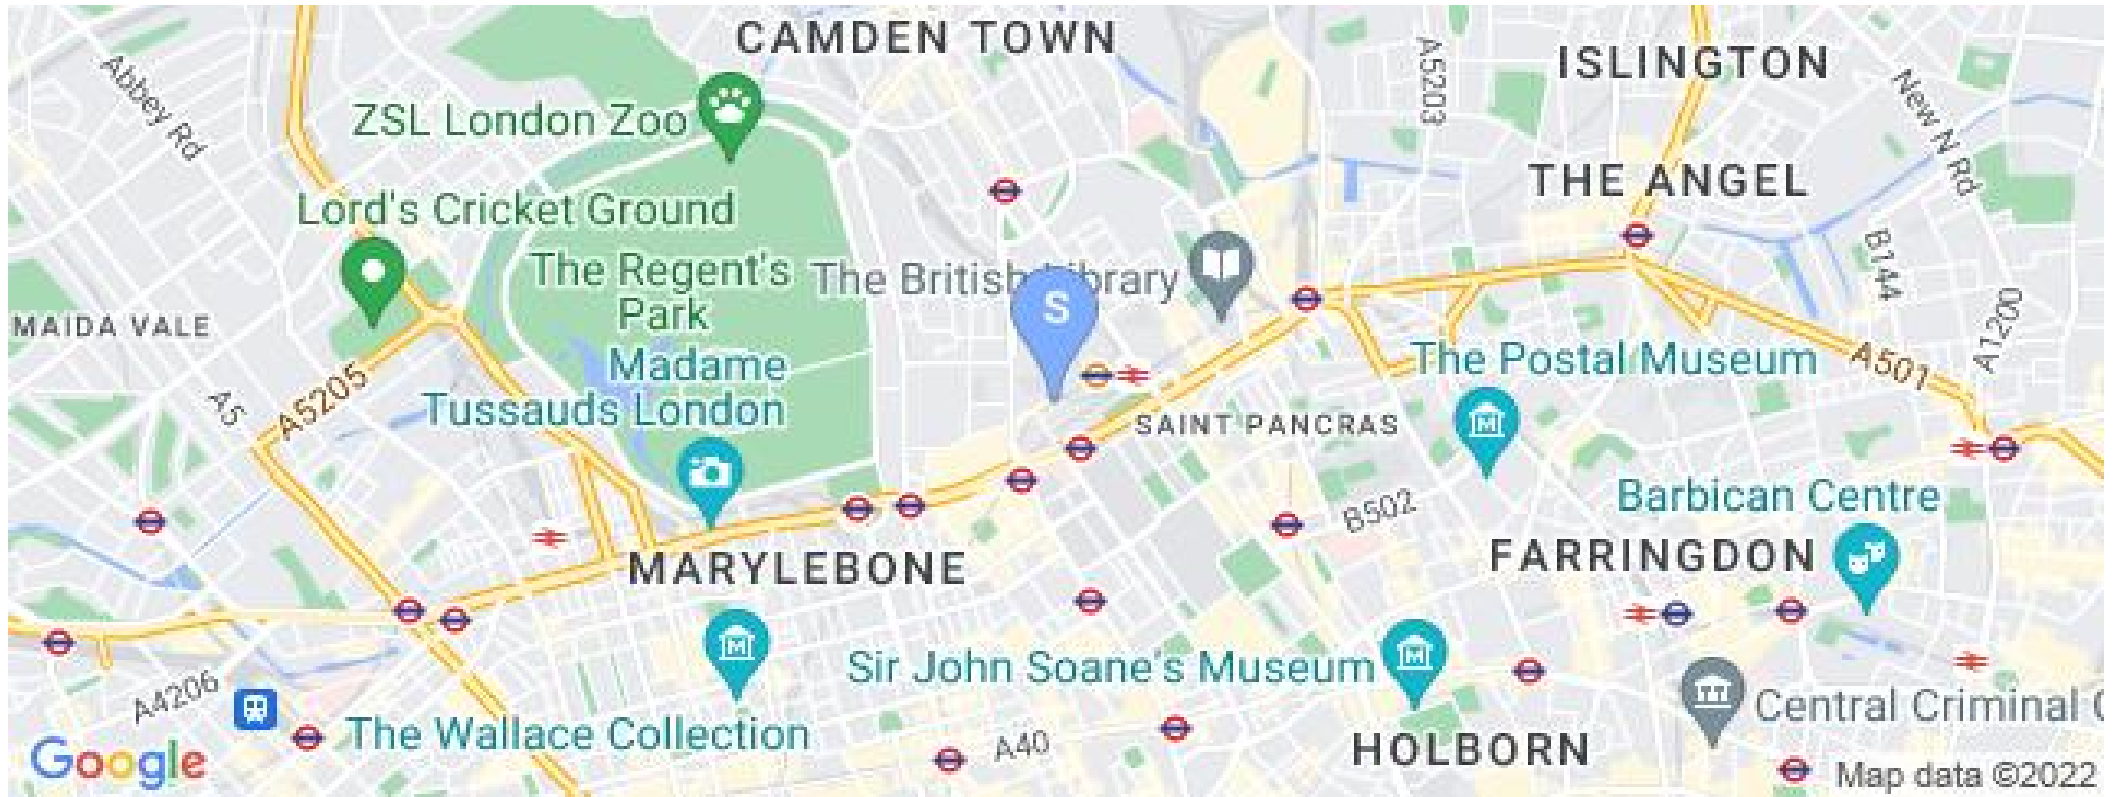 CAMDEN TOWN
ISLINGTON
A5203
Abbey Rd
ZSL London Zoo
New N Rd
THE ANGEL
Lord's Cricket Ground
The Regent's
Park
The British Library
S
B144
MAIDA VALE
A1200
Madame
Tussauds London
The Postal Museum
A501
A5
A5205
SAINT PANCRAS
Barbican Centre
B502
MARYLEBONE
FARRINGDON
Sir John Soane's Museum
A4206
The Wallace Collection
Central Criminal C
A40
HOLBORN
Google
Map data ©2022